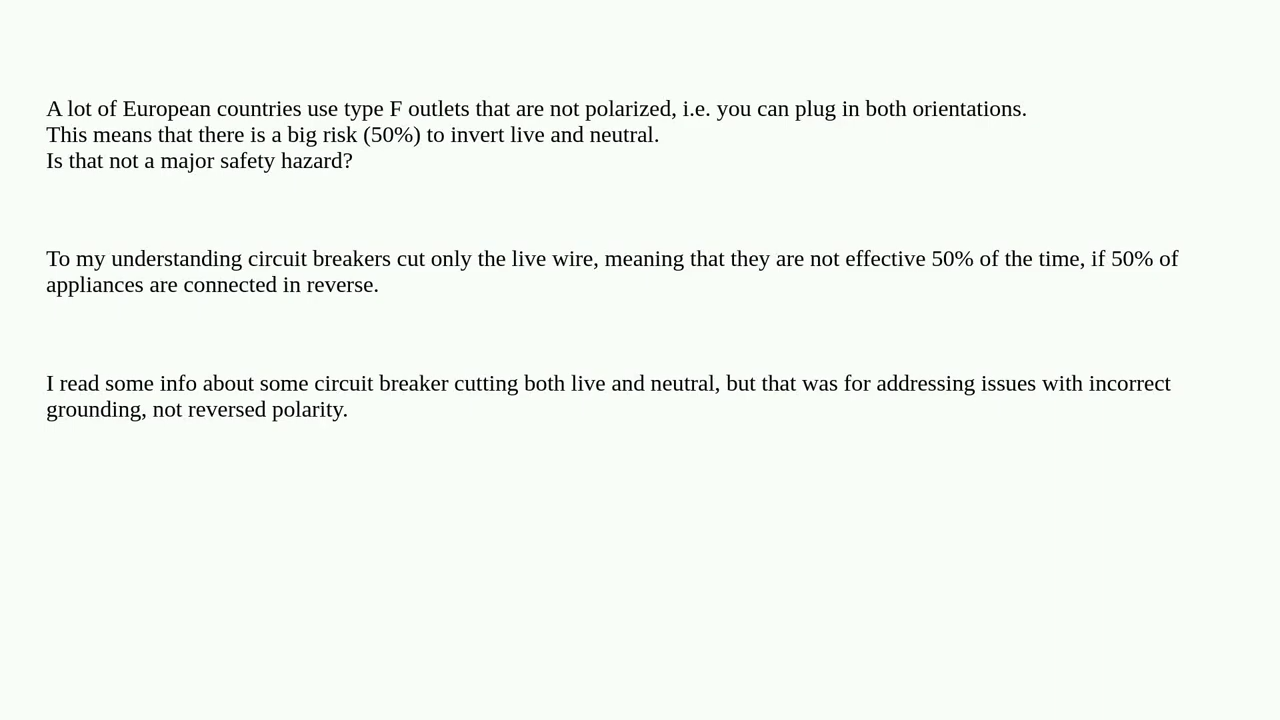 A lot of European countries use type F outlets that are not polarized, i.e. you can plug in both orientations.
This means that there is a big risk (50%) to invert live and neutral.
Is that not a major safety hazard?
To my understanding circuit breakers cut only the live wire, meaning that they are not effective 50% of the time, if 50% of
appliances are connected in reverse.
I read some info about some circuit breaker cutting both live and neutral, but that was for addressing issues with incorrect
grounding, not reversed polarity.